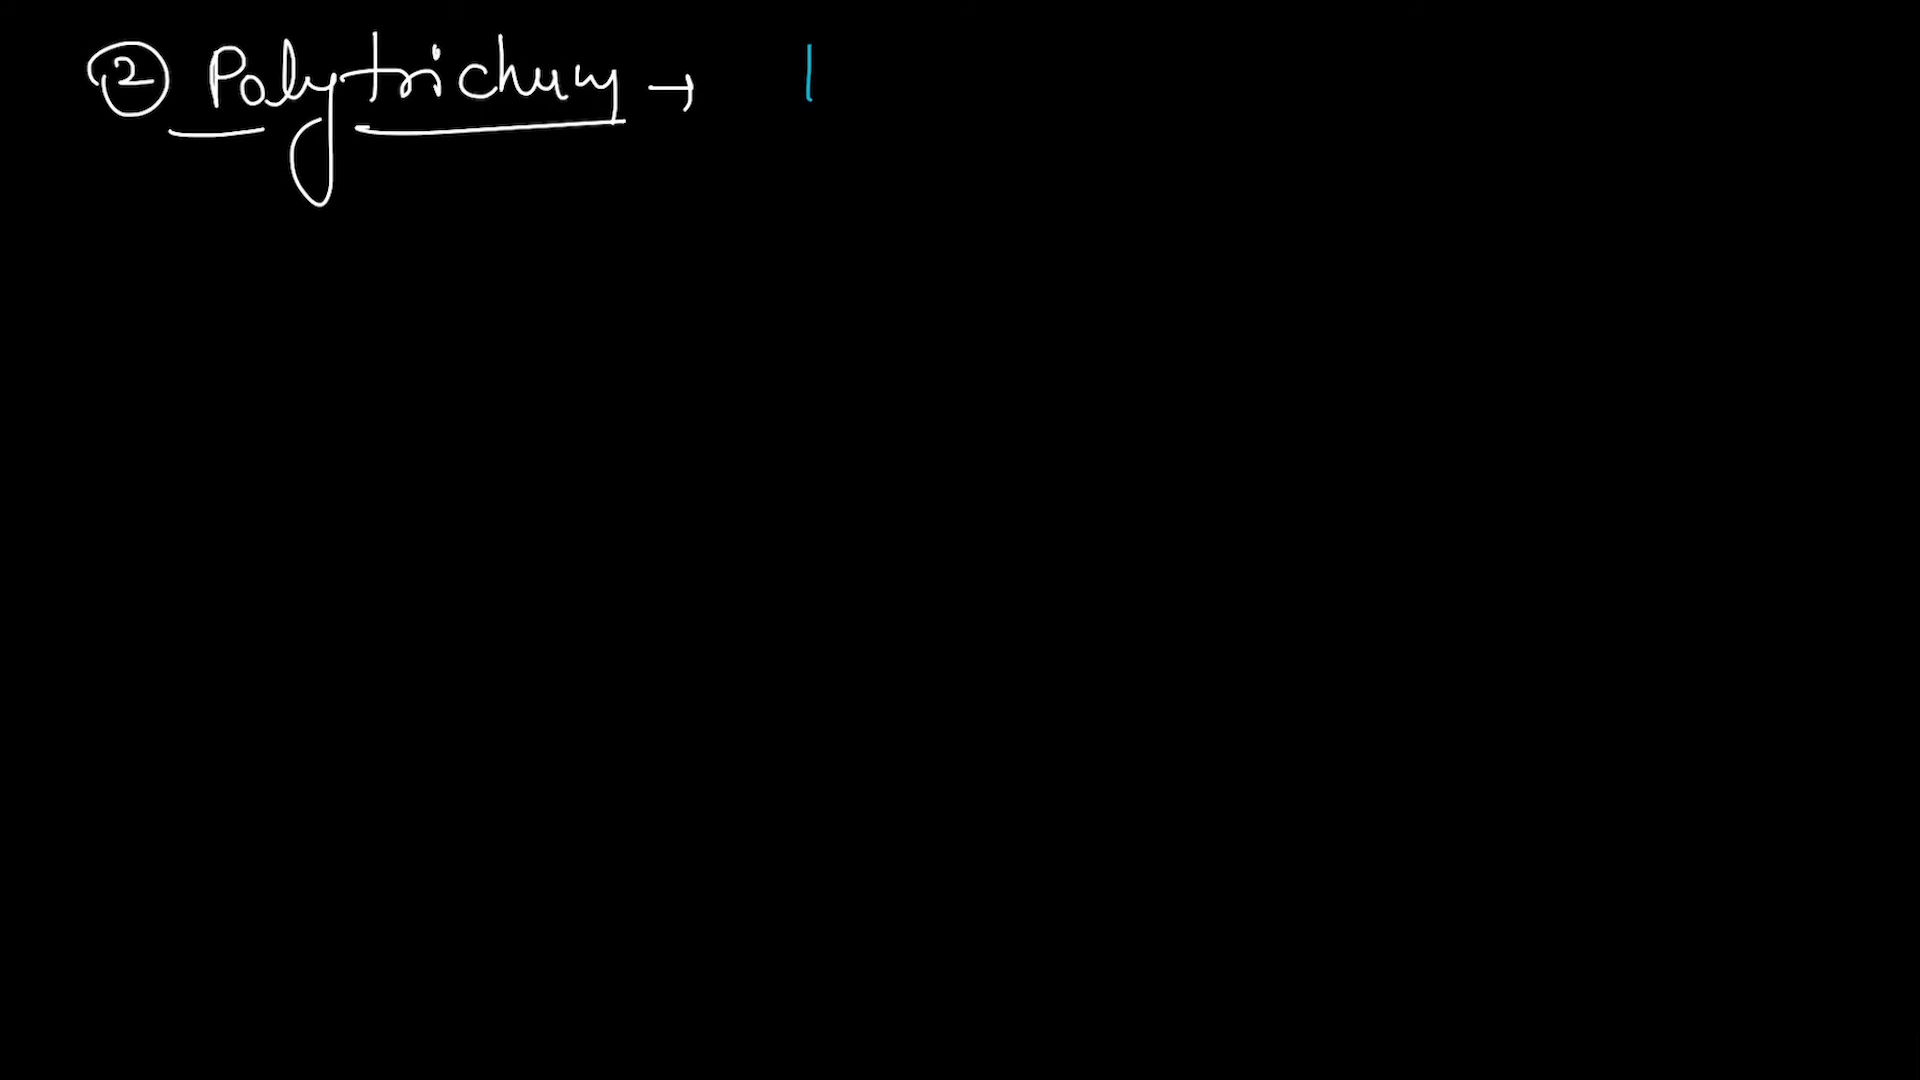 ② Polytrichum →